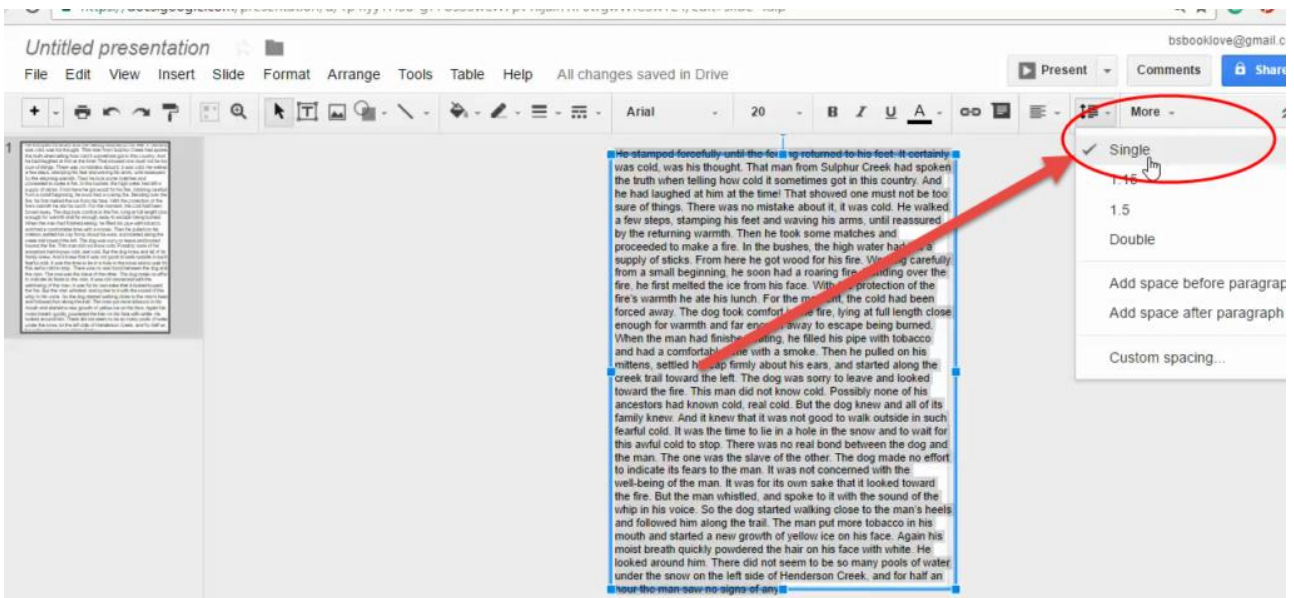 Untitled presentation
bsbooklove@gmail.c
File Edit View Insert Slide Format Arrange Tools Table Help All changes saved in Drive
Present Comments Share
Arial 20 B I U A More
1
Single
1.15
1.5
Double
Add space before paragrap
Add space after paragraph
Custom spacing...
He stamped forcefully until the returned to his feet. It certainly
was cold, was his thought. That man from Sulphur Creek had spoken
the truth when telling how cold it sometimes got in this country. And
he had laughed at him at the time! That showed one must not be too
sure of things. There was no mistake about it, it was cold. He walked
a few steps, stamping his feet and waving his arms, until reassured
by the returning warmth. Then he took some matches and
proceeded to make a fire. In the bushes, the high water had a
supply of sticks. From here he got wood for his fire. carefully
from a small beginning, he soon had a roaring fire. over the
fire, he first melted the ice from his face. With protection of the
fire's warmth he ate his lunch. For the the cold had been
forced away. The dog took comfort fire, lying at full length close
enough for warmth and far away to escape being burned.
When the man had he filled his pipe with tobacco
and had a comfortable with a smoke. Then he pulled on his
mittens, settled firmly about his ears, and started along the
creek trail toward the left. The dog was sorry to leave and looked
toward the fire. This man did not know cold. Possibly none of his
ancestors had known cold, real cold. But the dog knew and all of its
family knew. And it knew that it was not good to walk outside in such
fearful cold. It was the time to lie in a hole in the snow and to wait for
this awful cold to stop. There was no real bond between the dog and
the man. The one was the slave of the other. The dog made no effort
to indicate its fears to the man. It was not concerned with the
well-being of the man. It was for its own sake that it looked toward
the fire. But the man whistled, and spoke to it with the sound of the
whip in his voice. So the dog started walking close to the man's heels
and followed him along the trail. The man put more tobacco in his
mouth and started a new growth of yellow ice on his face. Again his
moist breath quickly powdered the hair on his face with white. He
looked around him. There did not seem to be so many pools of water
under the snow on the left side of Henderson Creek, and for half an
hour the man saw no signs of any